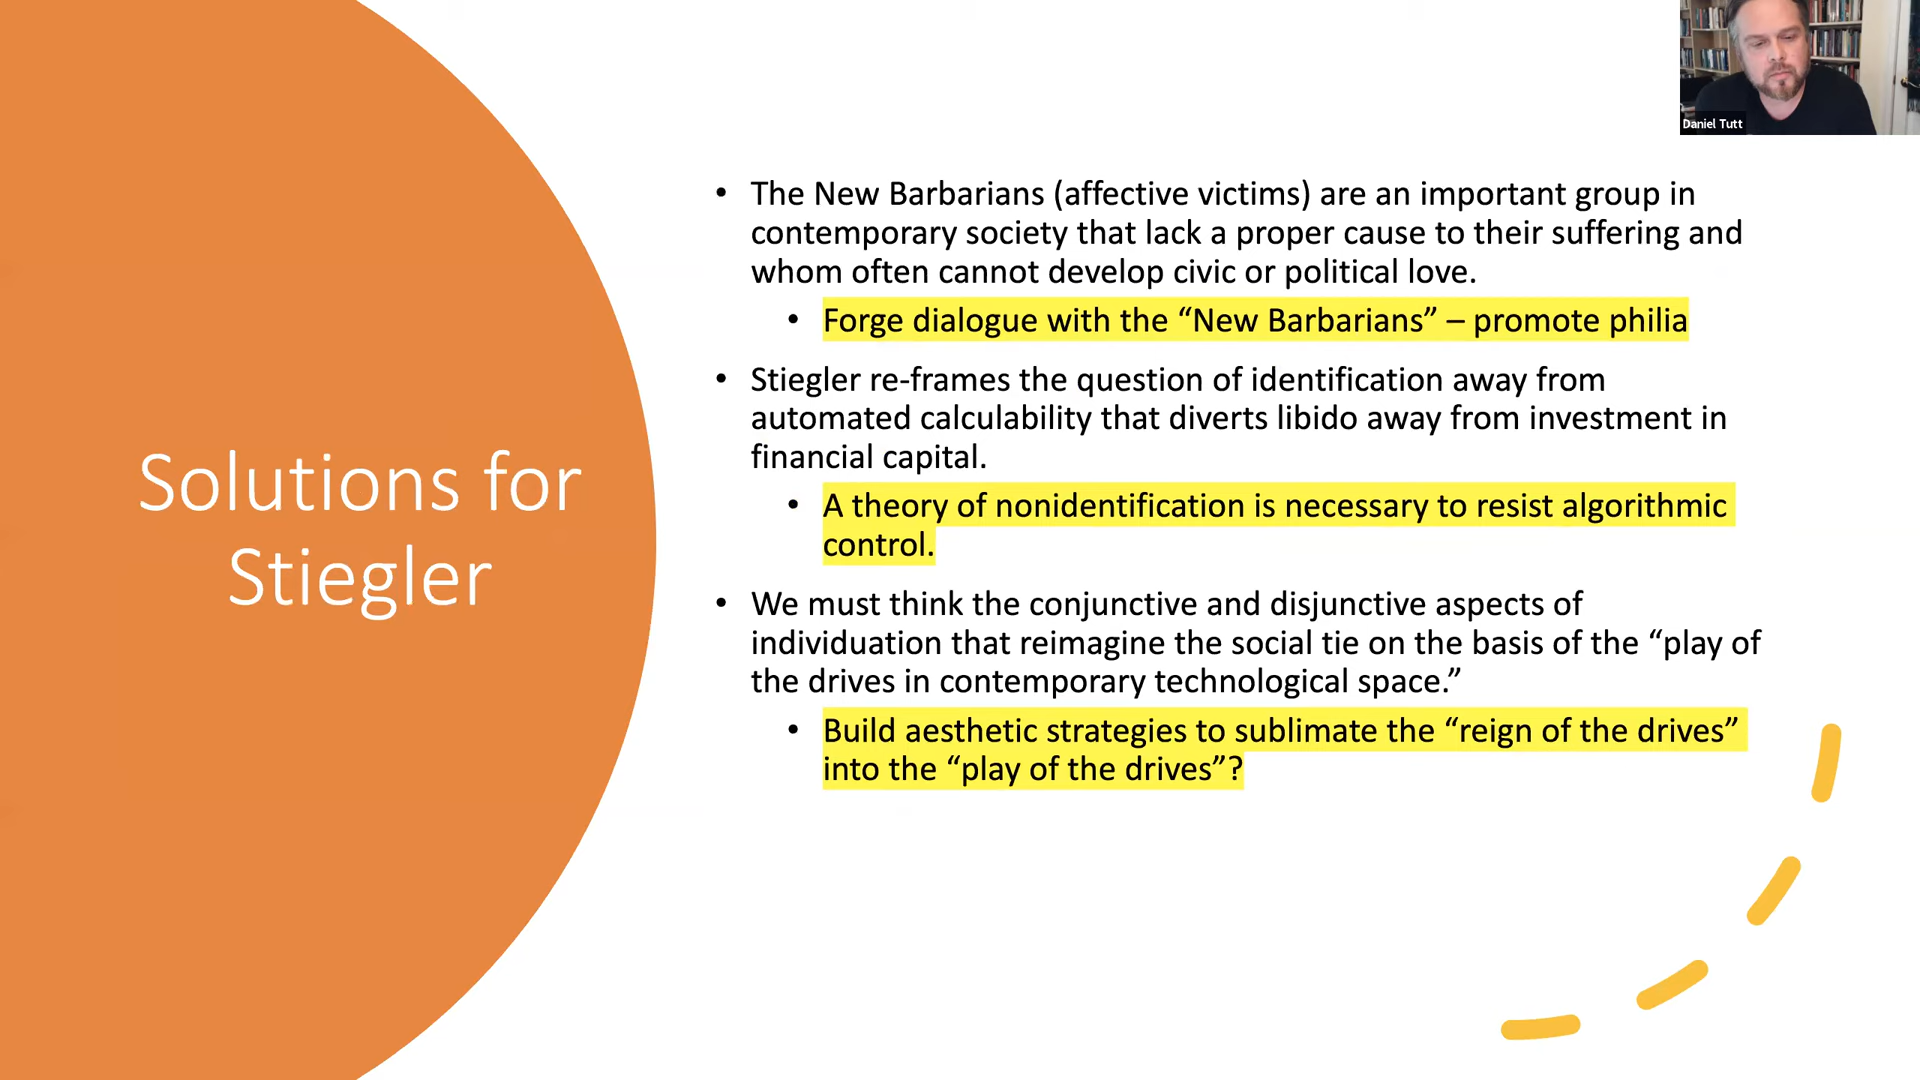 Daniel Tutt
Solutions for
Stiegler
• The New Barbarians (affective victims) are an important group in
contemporary society that lack a proper cause to their suffering and
whom often cannot develop civic or political love.
• Forge dialogue with the “New Barbarians” – promote philia
• Stiegler re-frames the question of identification away from
automated calculability that diverts libido away from investment in
financial capital.
• A theory of nonidentification is necessary to resist algorithmic
control.
• We must think the conjunctive and disjunctive aspects of
individuation that reimagine the social tie on the basis of the “play of
the drives in contemporary technological space.”
• Build aesthetic strategies to sublimate the “reign of the drives”
into the “play of the drives”?